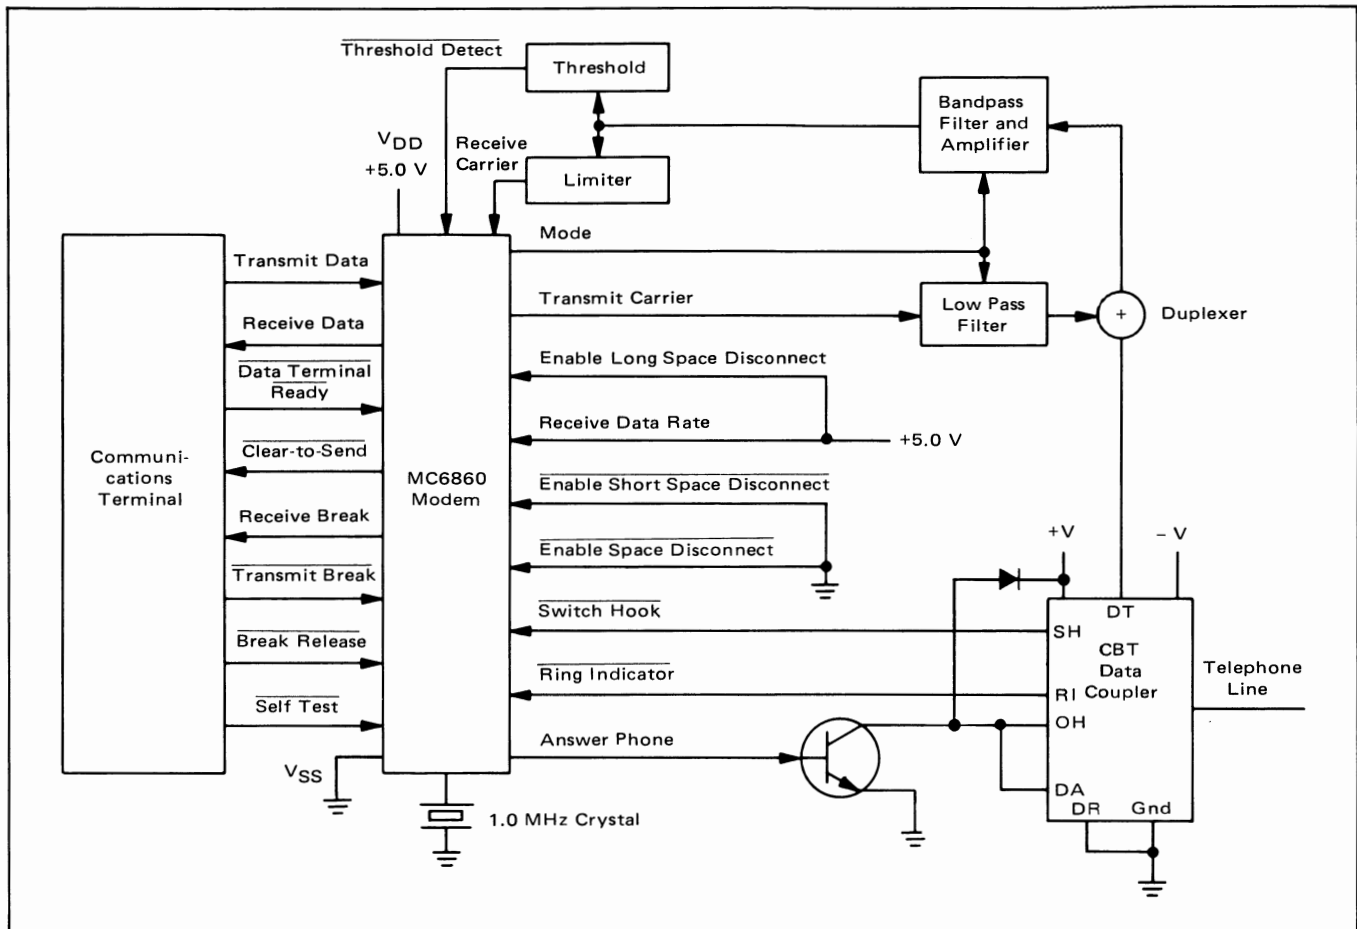 Threshold Detect
Threshold
Bandpass
Filter and
Amplifier
VDD
+5.0 V
Receive
Carrier
Limiter
Mode
Transmit Data
Transmit Carrier
Low Pass
Filter
+
Duplexer
Receive Data
Enable Long Space Disconnect
Data Terminal
Ready
Receive Data Rate
+5.0 V
Communi-
cations
Terminal
Clear-to-Send
MC6860
Modem
Enable Short Space Disconnect
Receive Break
Enable Space Disconnect
+V
- V
Transmit Break
Switch Hook
DT
SH
CBT
Data
Coupler
Break Release
Ring Indicator
RI
Telephone
Line
Self Test
OH
Answer Phone
VSS
DA
DR
Gnd
1.0 MHz Crystal